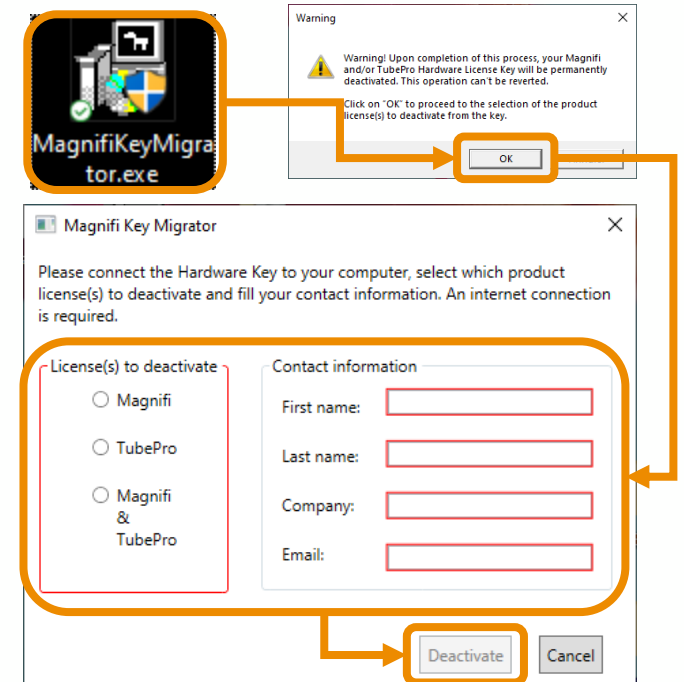 MagnifiKeyMigra
tor.exe
Warning
Warning! Upon completion of this process, your Magnifi
and/or TubePro Hardware License Key will be permanently
deactivated. This operation can't be reverted.
Click on "OK" to proceed to the selection of the product
license(s) to deactivate from the key.
OK
Magnifi Key Migrator
Please connect the Hardware Key to your computer, select which product
license(s) to deactivate and fill your contact information. An internet connection
is required.
License(s) to deactivate
Magnifi
TubePro
Magnifi
&
TubePro
Contact information
First name:
Last name:
Company:
Email:
Deactivate
Cancel